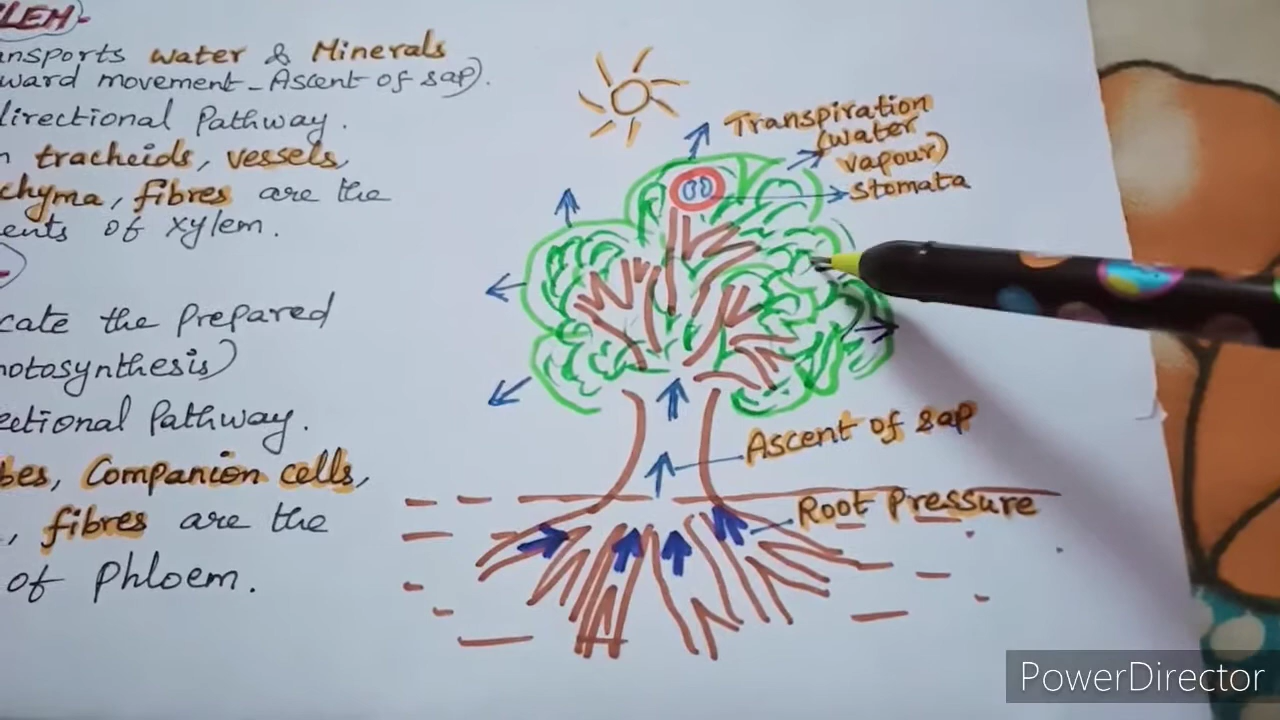 LEM-
ansports water & Minerals
ward movement - Ascent of sap).
directional Pathway.
n tracheids, vessels,
chyma, fibres are the
ents of xylem.
cate the prepared
hotosynthesis)
ectional Pathway.
bes, Companion cells,
, fibres are the
of Phloem.
Transpiration
(water
vapour)
stomata
Ascent of sap
Root Pressure
PowerDirector